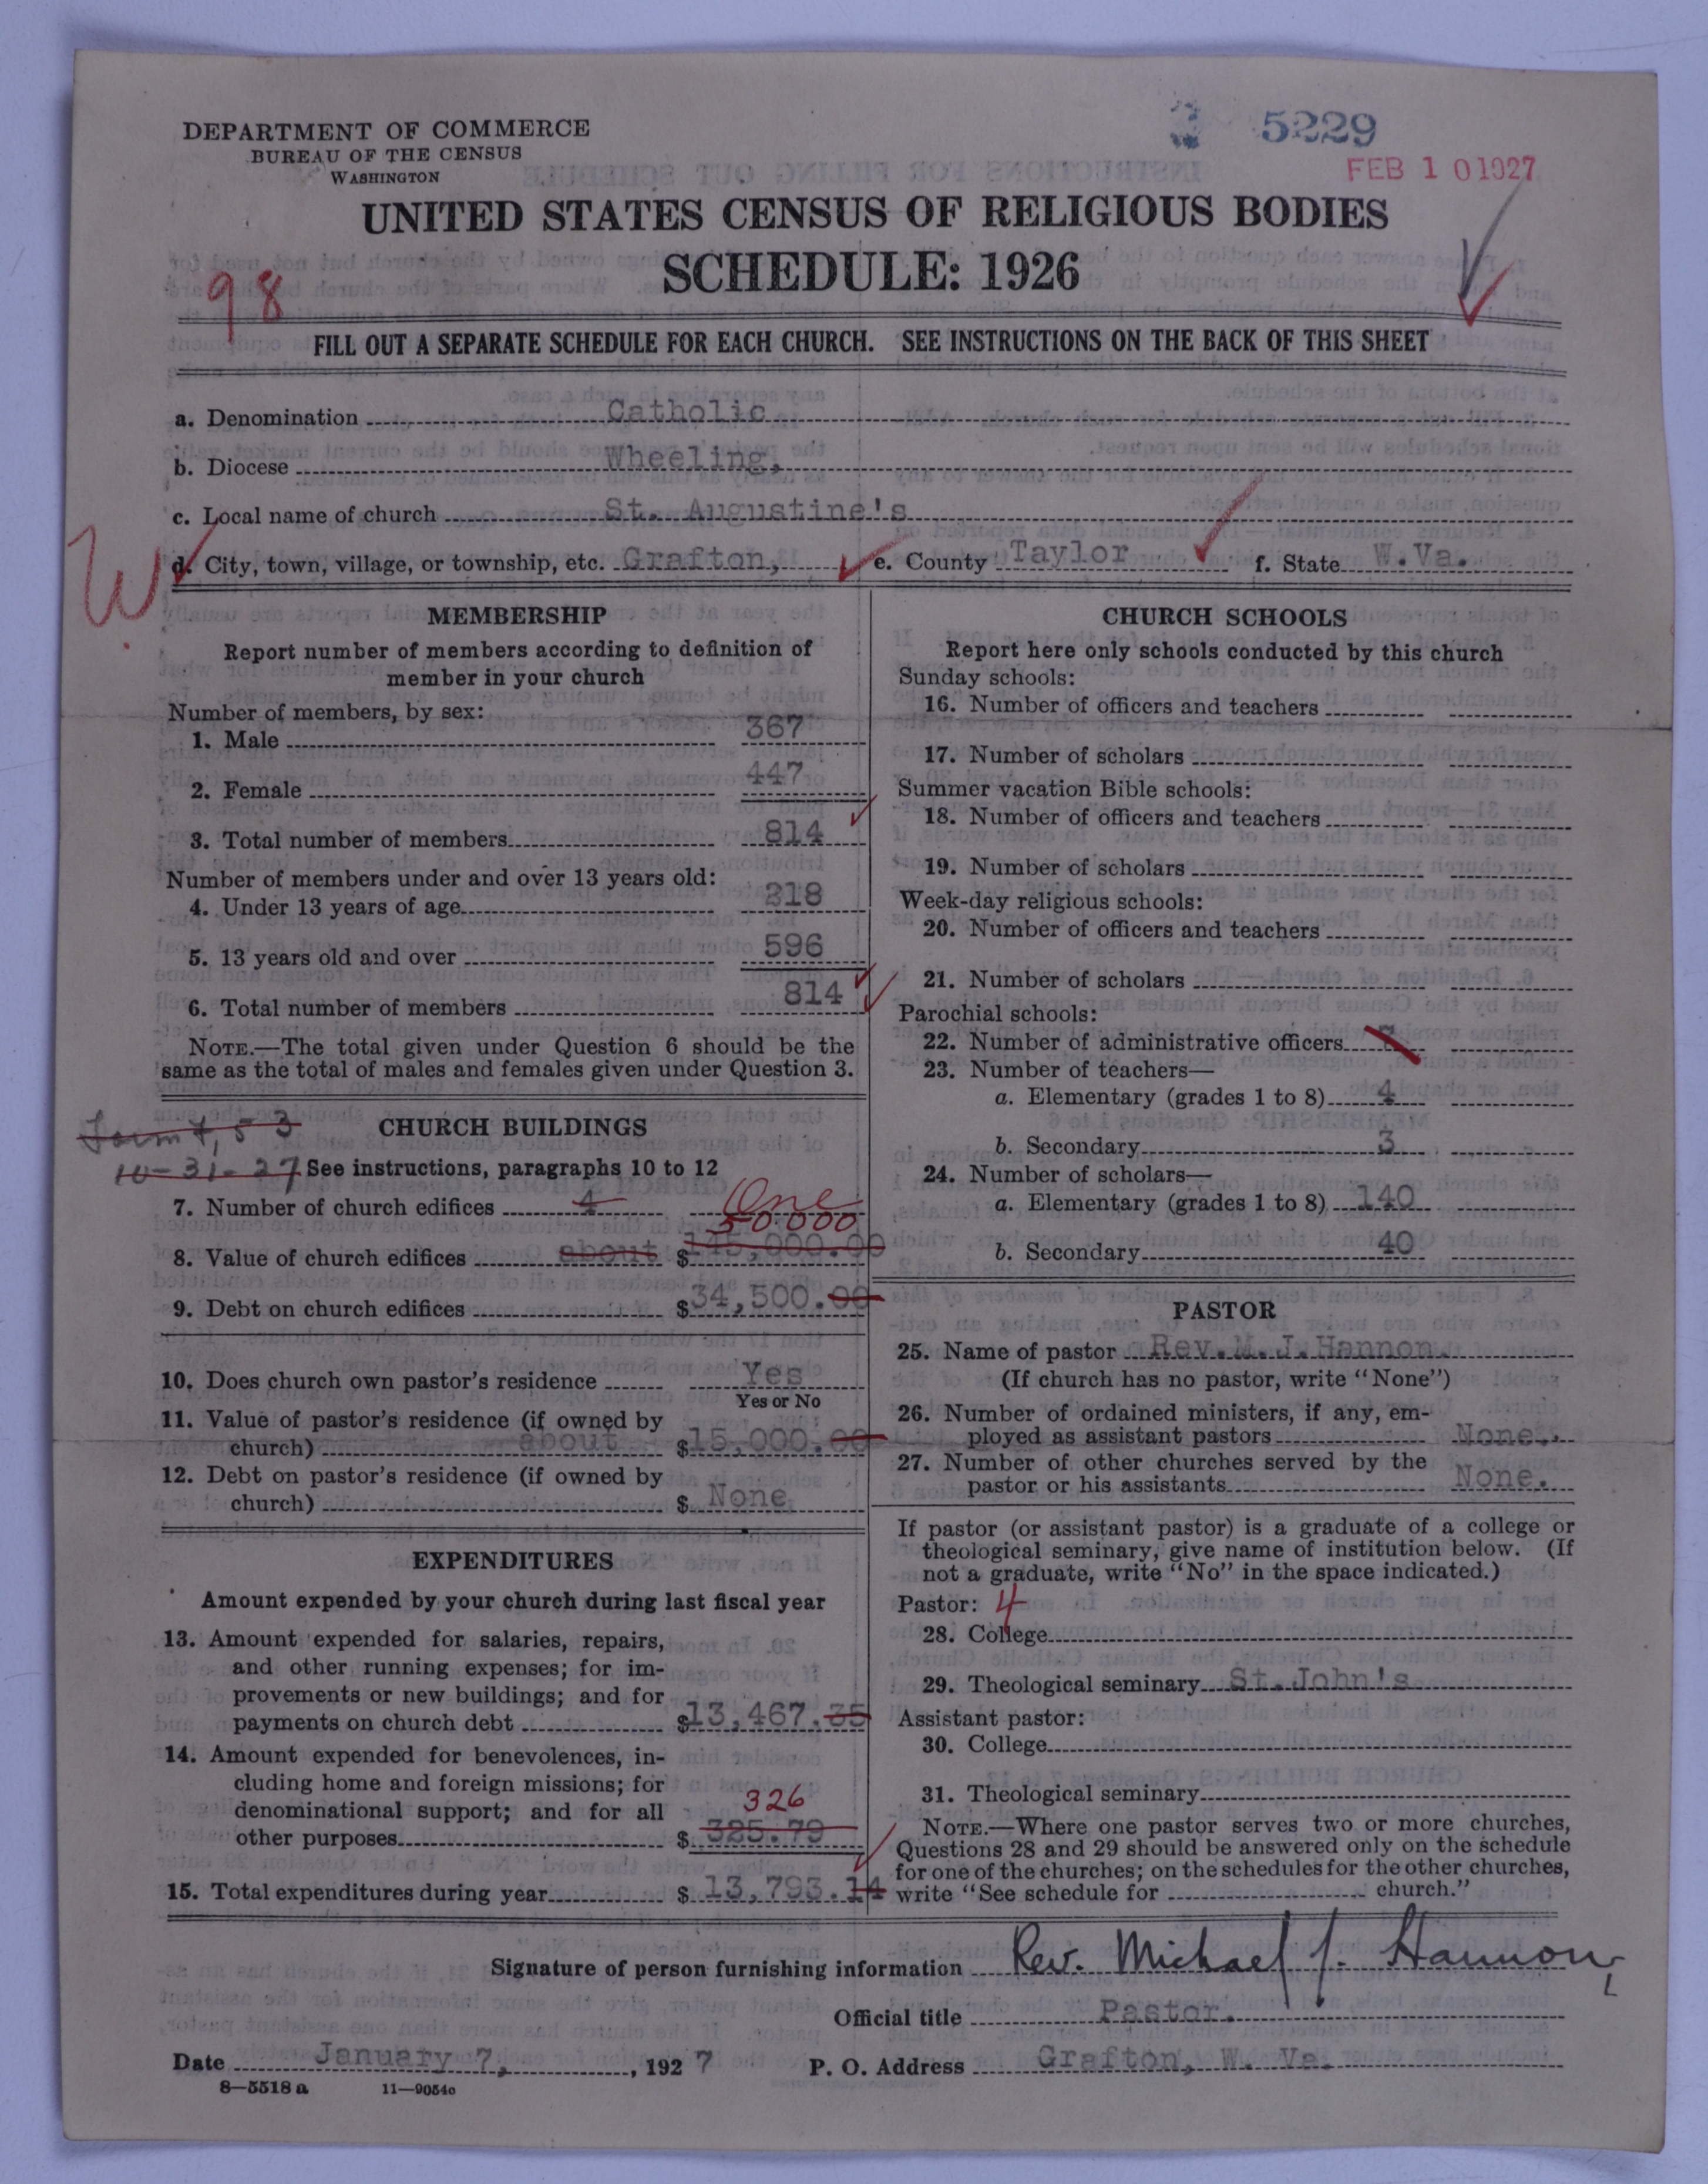 5229
FEB 10 1927
DEPARTMENT OF COMMERCE
BUREAU OF THE CENSUS
WASHINGTON
UNITED STATES CENSUS OF RELIGIOUS BODIES
SCHEDULE: 1926
98
FILL OUT A SEPARATE SCHEDULE FOR EACH CHURCH. SEE INSTRUCTIONS ON THE BACK OF THIS SHEET
a. Denomination Catholic
b. Diocese Wheeling,
c. Local name of church St. Augustine's
W
d. City, town, village, or township, etc. Grafton, e. County Taylor f. State W.Va.
MEMBERSHIP
Report number of members according to definition of
member in your church
Number of members, by sex:
1. Male 367
2. Female 447
3. Total number of members 814
Number of members under and over 13 years old:
4. Under 13 years of age 218
5. 13 years old and over 596
6. Total number of members 814
NOTE.—The total given under Question 6 should be the
same as the total of males and females given under Question 3.
CHURCH BUILDINGS
10-31-27 See instructions, paragraphs 10 to 12
7. Number of church edifices 4 One
50.000
8. Value of church edifices about $ 145,000.00
9. Debt on church edifices $34,500.00
10. Does church own pastor's residence Yes
Yes or No
11. Value of pastor's residence (if owned by
church) about $15,000.00
12. Debt on pastor's residence (if owned by
church) $ None
EXPENDITURES
Amount expended by your church during last fiscal year
13. Amount expended for salaries, repairs,
and other running expenses; for im-
provements or new buildings; and for
payments on church debt $13,467.35
14. Amount expended for benevolences, in-
cluding home and foreign missions; for
denominational support; and for all 326
other purposes $ 325.79
15. Total expenditures during year $ 13,793.14
CHURCH SCHOOLS
Report here only schools conducted by this church
Sunday schools:
16. Number of officers and teachers
17. Number of scholars
Summer vacation Bible schools:
18. Number of officers and teachers
19. Number of scholars
Week-day religious schools:
20. Number of officers and teachers
21. Number of scholars
Parochial schools:
22. Number of administrative officers
23. Number of teachers—
a. Elementary (grades 1 to 8) 4
b. Secondary 3
24. Number of scholars—
a. Elementary (grades 1 to 8) 140
b. Secondary 40
PASTOR
25. Name of pastor Rev. M. J. Hannon
(If church has no pastor, write "None")
26. Number of ordained ministers, if any, em-
ployed as assistant pastors None.
27. Number of other churches served by the
pastor or his assistants None.
If pastor (or assistant pastor) is a graduate of a college or
theological seminary, give name of institution below. (If
not a graduate, write "No" in the space indicated.)
Pastor: 4
28. College
29. Theological seminary St. John's
Assistant pastor:
30. College
31. Theological seminary
NOTE.—Where one pastor serves two or more churches,
Questions 28 and 29 should be answered only on the schedule
for one of the churches; on the schedules for the other churches,
write "See schedule for church."
Signature of person furnishing information Rev. Michael J. Hannon
Official title Pastor.
Date January 7, 1927 P. O. Address Grafton, W. Va.
8—5518 a 11—9054c